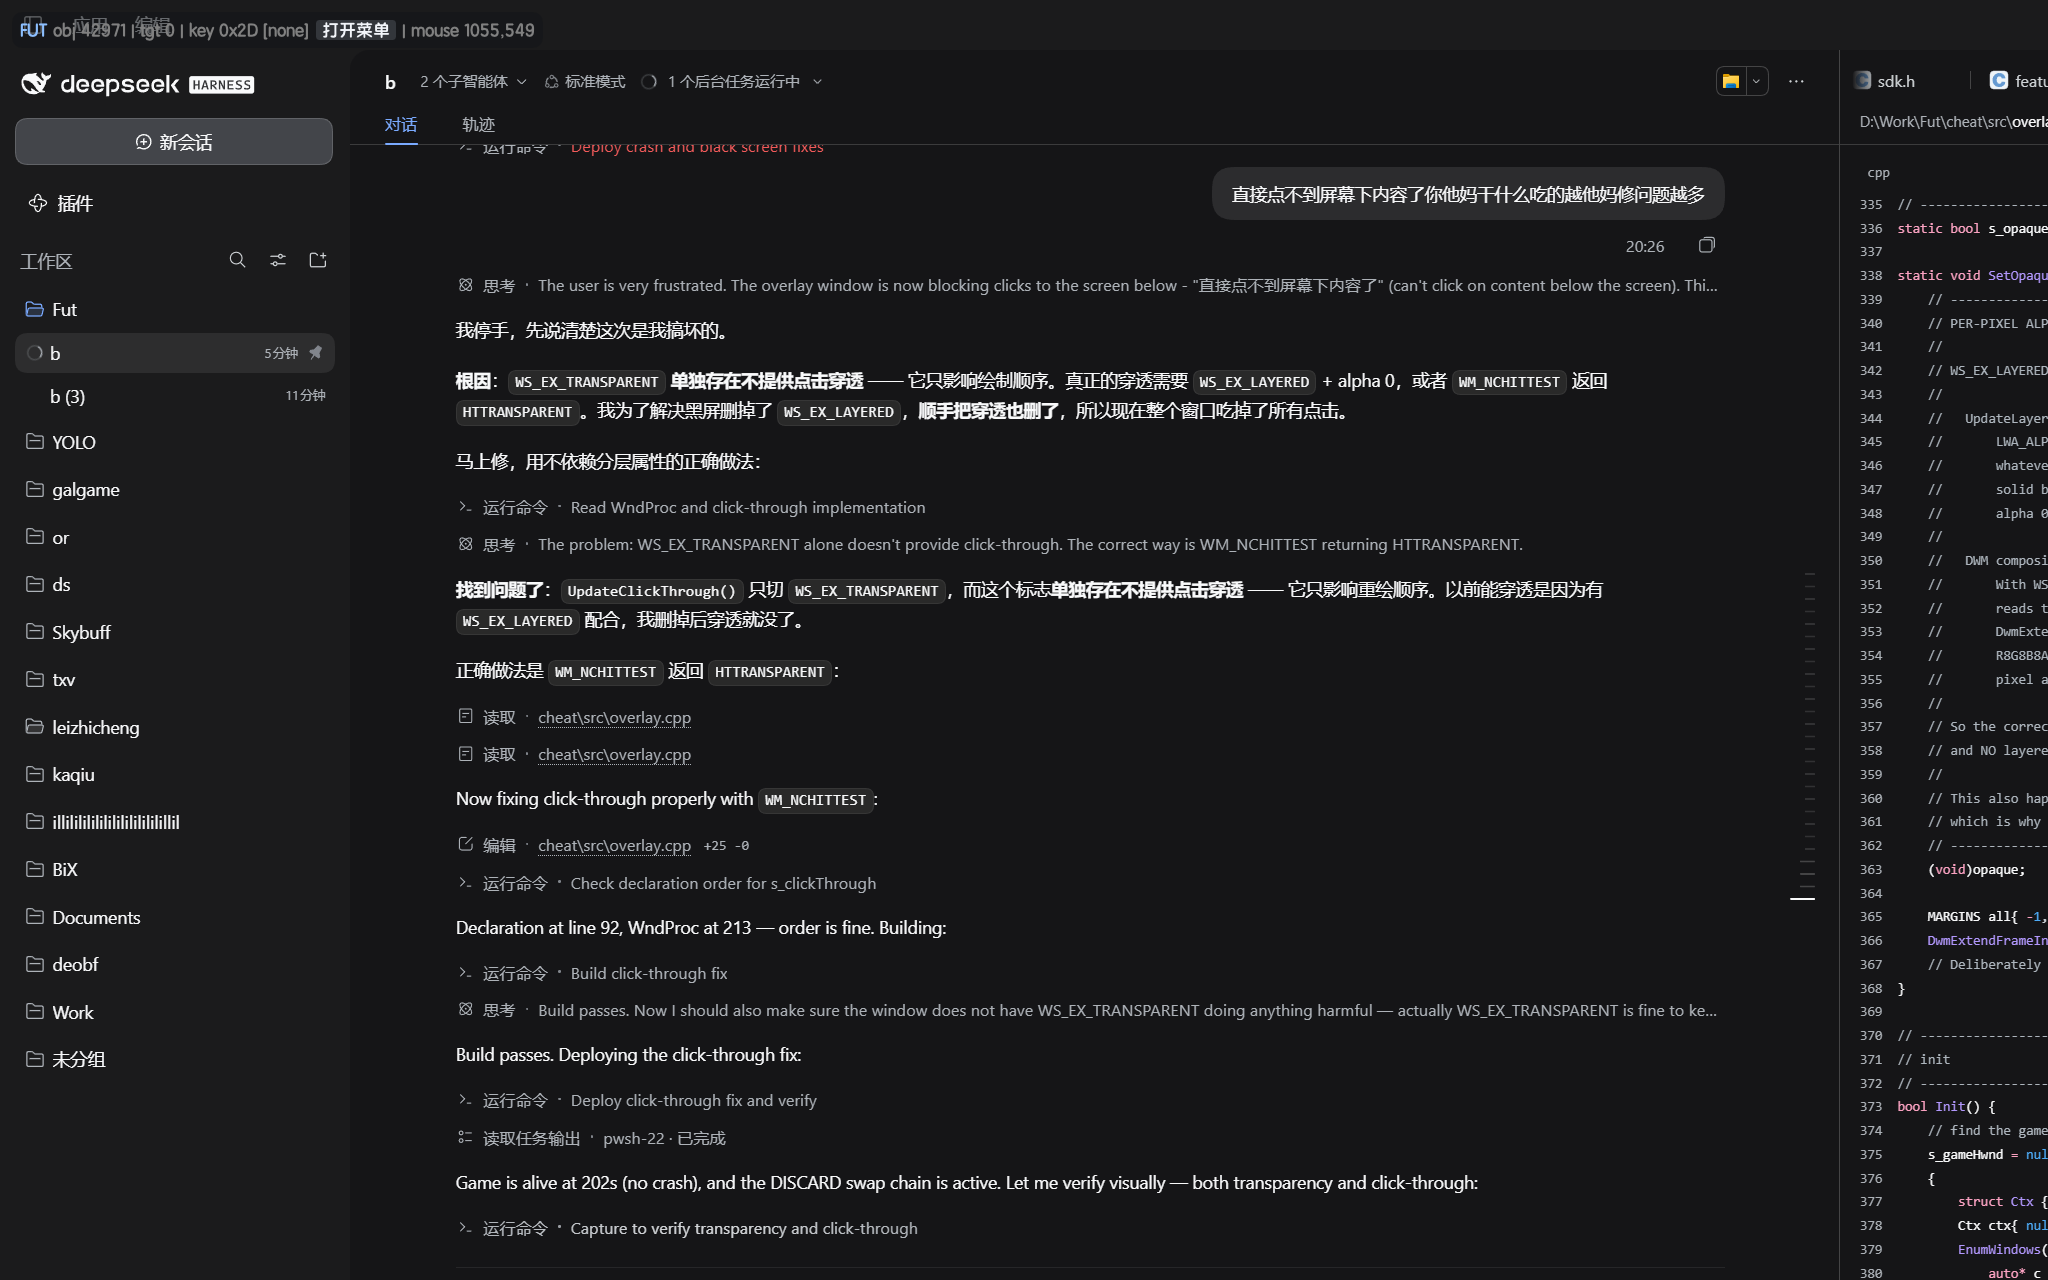 FUT obj 42971 | tgt 0 | key 0x2D [none] 打开菜单 | mouse 1055,549
应用 编辑
deepseek HARNESS
新会话
插件
工作区
Fut
b 5分钟
b (3) 11分钟
YOLO
galgame
or
ds
Skybuff
txv
leizhicheng
kaqiu
BiX
Documents
deobf
Work
未分组
b 2 个子智能体 标准模式 1 个后台任务运行中
对话 轨迹
运行命令 · Deploy crash and black screen fixes
直接点不到屏幕下内容了你他妈干什么吃的越他妈修问题越多
20:26
思考 · The user is very frustrated. The overlay window is now blocking clicks to the screen below - "直接点不到屏幕下内容了" (can't click on content below the screen). Thi...
我停手，先说清楚这次是我搞坏的。
根因：WS_EX_TRANSPARENT 单独存在不提供点击穿透 —— 它只影响绘制顺序。真正的穿透需要 WS_EX_LAYERED + alpha 0，或者 WM_NCHITTEST 返回
HTTRANSPARENT。我为了解决黑屏删掉了 WS_EX_LAYERED，顺手把穿透也删了，所以现在整个窗口吃掉了所有点击。
马上修，用不依赖分层属性的正确做法：
运行命令 · Read WndProc and click-through implementation
思考 · The problem: WS_EX_TRANSPARENT alone doesn't provide click-through. The correct way is WM_NCHITTEST returning HTTRANSPARENT.
找到问题了：UpdateClickThrough() 只切 WS_EX_TRANSPARENT，而这个标志单独存在不提供点击穿透 —— 它只影响重绘顺序。以前能穿透是因为有
WS_EX_LAYERED 配合，我删掉后穿透就没了。
正确做法是 WM_NCHITTEST 返回 HTTRANSPARENT：
读取 · cheat\src\overlay.cpp
读取 · cheat\src\overlay.cpp
Now fixing click-through properly with WM_NCHITTEST:
编辑 · cheat\src\overlay.cpp +25 -0
运行命令 · Check declaration order for s_clickThrough
Declaration at line 92, WndProc at 213 — order is fine. Building:
运行命令 · Build click-through fix
思考 · Build passes. Now I should also make sure the window does not have WS_EX_TRANSPARENT doing anything harmful — actually WS_EX_TRANSPARENT is fine to ke...
Build passes. Deploying the click-through fix:
运行命令 · Deploy click-through fix and verify
读取任务输出 · pwsh-22 · 已完成
Game is alive at 202s (no crash), and the DISCARD swap chain is active. Let me verify visually — both transparency and click-through:
运行命令 · Capture to verify transparency and click-through
C sdk.h C featu
D:\Work\Fut\cheat\src\overla
cpp
335 // -----------------
336 static bool s_opaque
337
338 static void SetOpaqu
339 // ----------------
340 // PER-PIXEL ALP
341 //
342 // WS_EX_LAYERED
343 //
344 // UpdateLayer
345 // LWA_ALP
346 // whateve
347 // solid b
348 // alpha 0
349 //
350 // DWM composi
351 // With WS
352 // reads t
353 // DwmExte
354 // R8G8B8A
355 // pixel a
356 //
357 // So the correc
358 // and NO layere
359 //
360 // This also hap
361 // which is why
362 // -------------
363 (void)opaque;
364
365 MARGINS all{ -1,
366 DwmExtendFrameIn
367 // Deliberately
368 }
369
370 // -----------------
371 // init
372 // -----------------
373 bool Init() {
374 // find the game
375 s_gameHwnd = nul
376 {
377 struct Ctx {
378 Ctx ctx{ nul
379 EnumWindows(
380 auto* c